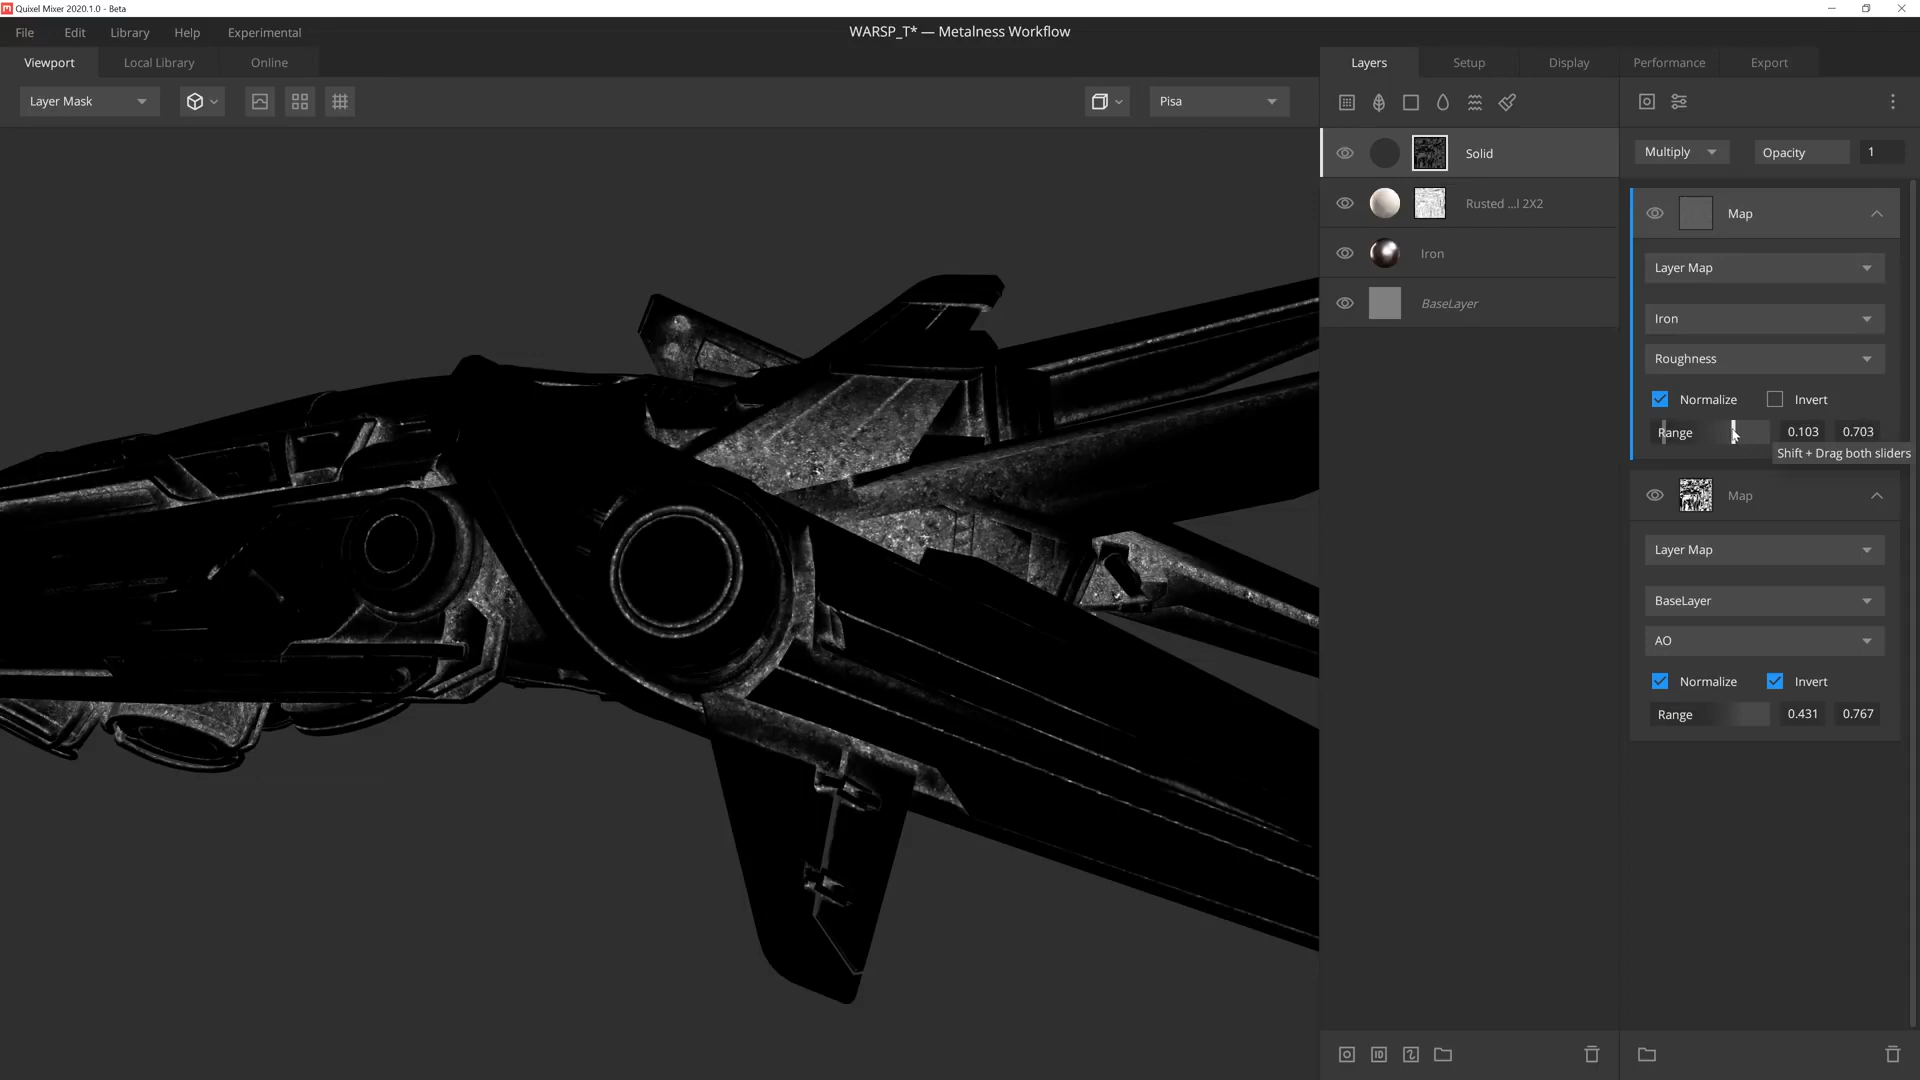 Quixel Mixer 2020.1.0 - Beta
File Edit Library Help Experimental
WARSP_T* — Metalness Workflow
Viewport Local Library Online
Layers Setup Display Performance Export
Layer Mask
Pisa
Solid
Rusted ...l 2X2
Iron
BaseLayer
Multiply Opacity 1
Map
Layer Map
Iron
Roughness
Normalize Invert
Range 0.103 0.703
Shift + Drag both sliders
Map
Layer Map
BaseLayer
AO
Normalize Invert
Range 0.431 0.767
ID